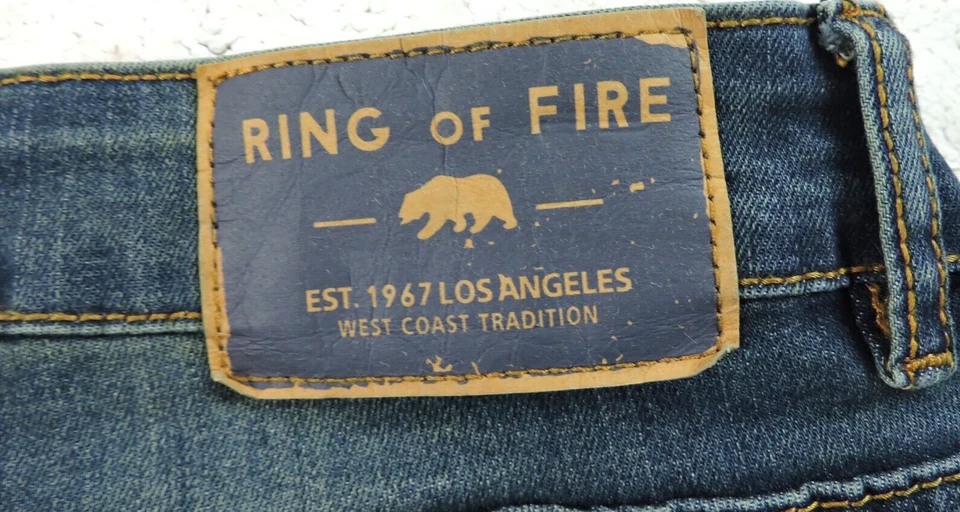 RING OF FIRE
EST. 1967 LOS ANGELES
WEST COAST TRADITION